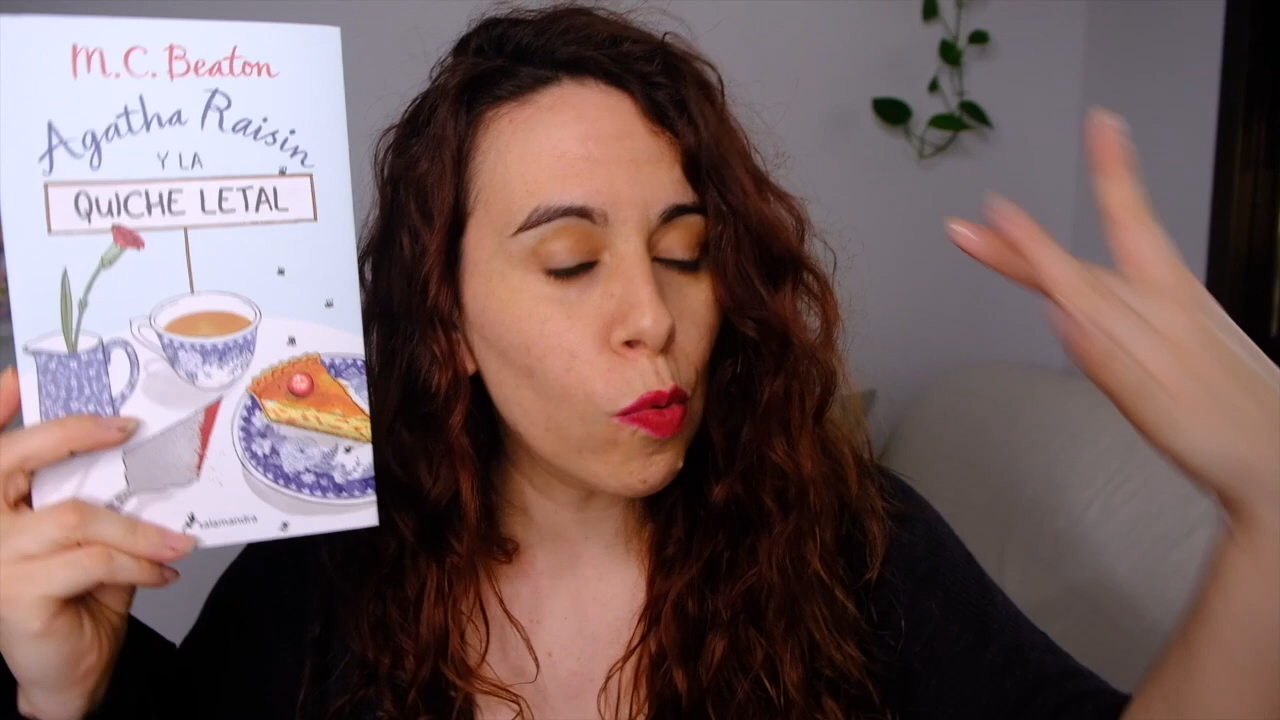 M.C. Beaton
Agatha Raisin
Y LA
QUICHE LETAL
salamandra